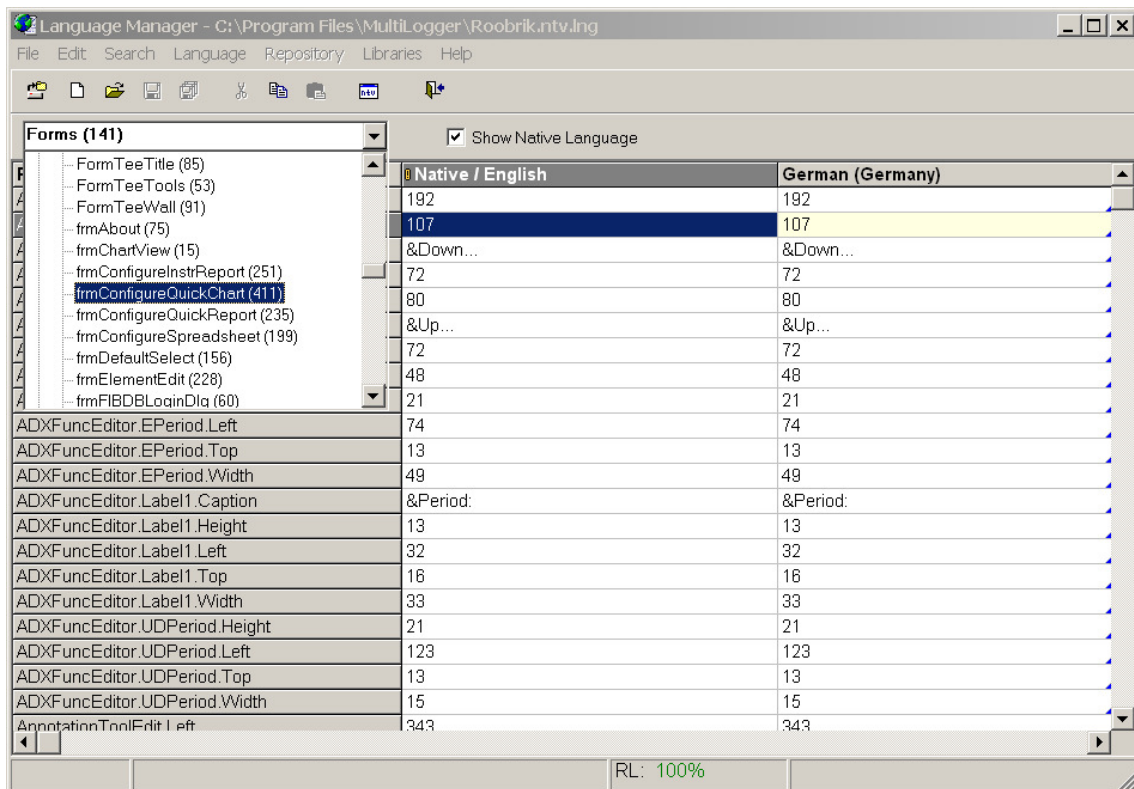 Language Manager - C:\Program Files\MultiLogger\Roobrik.ntv.lng
File Edit Search Language Repository Libraries Help
ntv
Forms (141)
Show Native Language
FormTeeTitle (85)
FormTeeTools (53)
FormTeeWall (91)
frmAbout (75)
frmChartView (15)
frmConfigureInstrReport (251)
frmConfigureQuickChart (411)
frmConfigureQuickReport (235)
frmConfigureSpreadsheet (199)
frmDefaultSelect (156)
frmElementEdit (228)
frmFIBDBLoginDlg (60)
Native / English German (Germany)
192 192
107 107
&Down... &Down...
72 72
80 80
&Up... &Up...
72 72
48 48
21 21
ADXFuncEditor.EPeriod.Left 74 74
ADXFuncEditor.EPeriod.Top 13 13
ADXFuncEditor.EPeriod.Width 49 49
ADXFuncEditor.Label1.Caption &Period: &Period:
ADXFuncEditor.Label1.Height 13 13
ADXFuncEditor.Label1.Left 32 32
ADXFuncEditor.Label1.Top 16 16
ADXFuncEditor.Label1.Width 33 33
ADXFuncEditor.UDPeriod.Height 21 21
ADXFuncEditor.UDPeriod.Left 123 123
ADXFuncEditor.UDPeriod.Top 13 13
ADXFuncEditor.UDPeriod.Width 15 15
AnnotationToolEdit.Left 343 343
RL: 100%